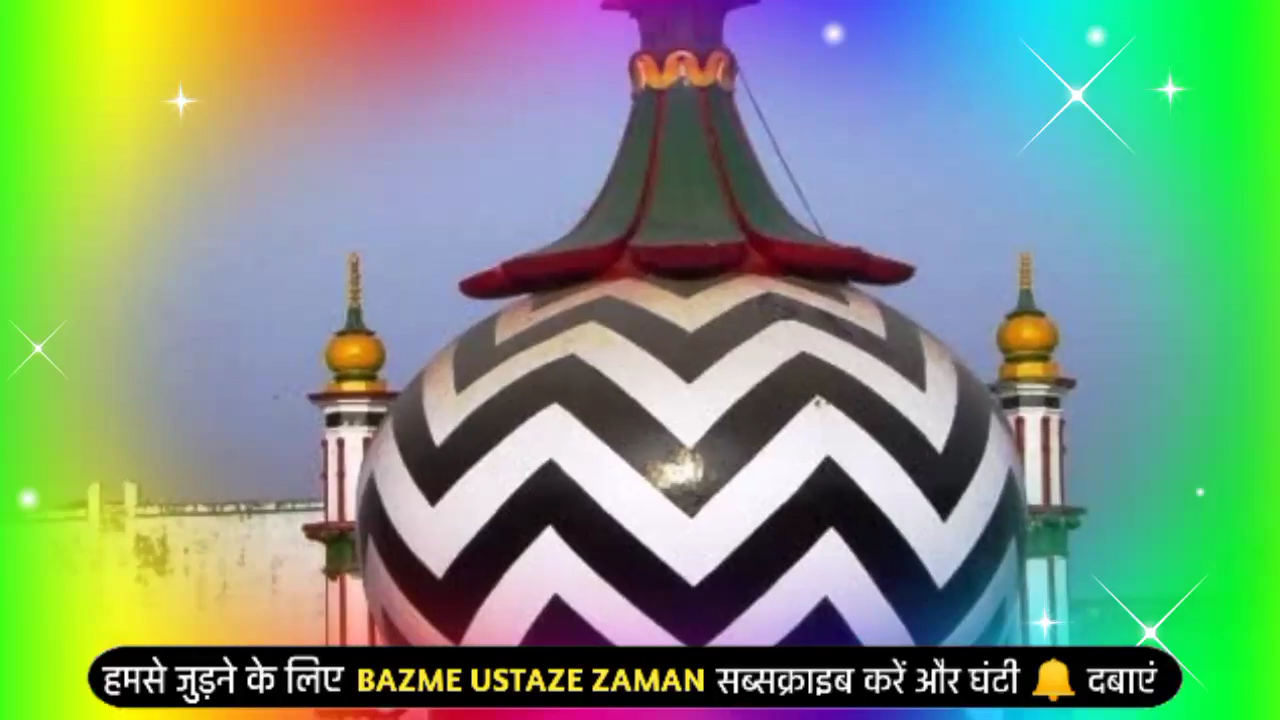 हमसे जुड़ने के लिए BAZME USTAZE ZAMAN सब्सक्राइब करें और घंटी 🔔 दबाएं